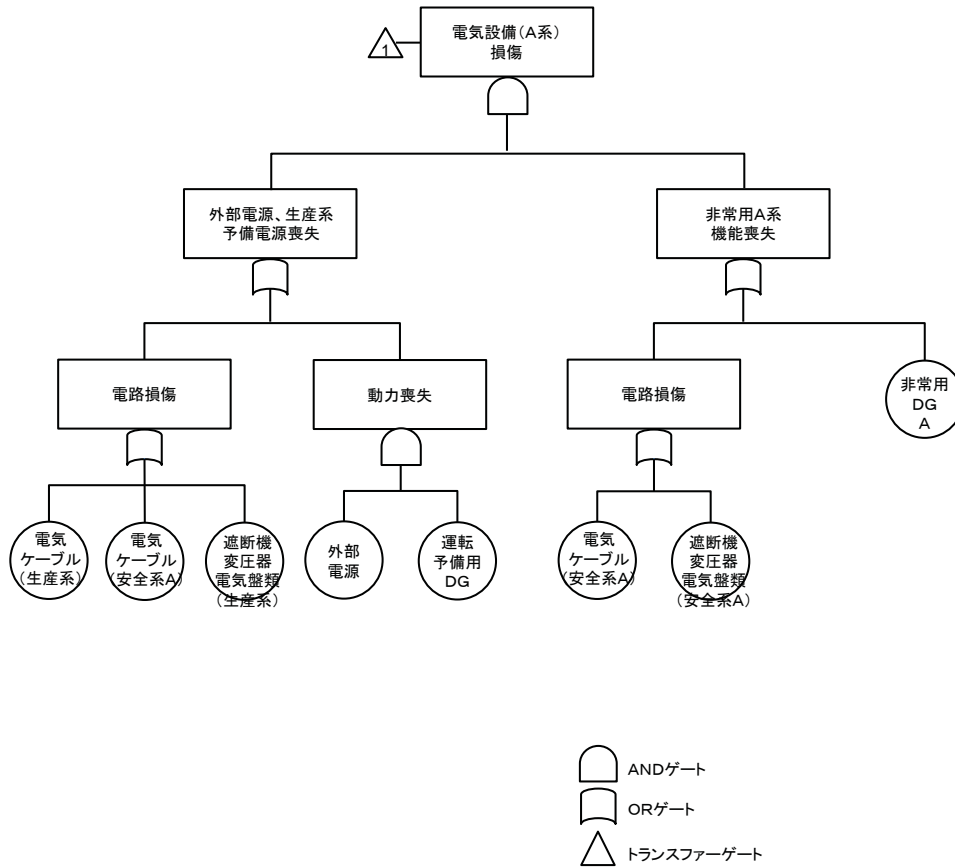 電気設備(A系)
損傷
1
外部電源、生産系
予備電源喪失
非常用A系
機能喪失
電路損傷
動力喪失
電路損傷
非常用
DG
A
電気
ケーブル
(生産系)
電気
ケーブル
(安全系A)
遮断機
変圧器
電気盤類
(生産系)
外部
電源
運転
予備用
DG
電気
ケーブル
(安全系A)
遮断機
変圧器
電気盤類
(安全系A)
ANDゲート
ORゲート
トランスファーゲート